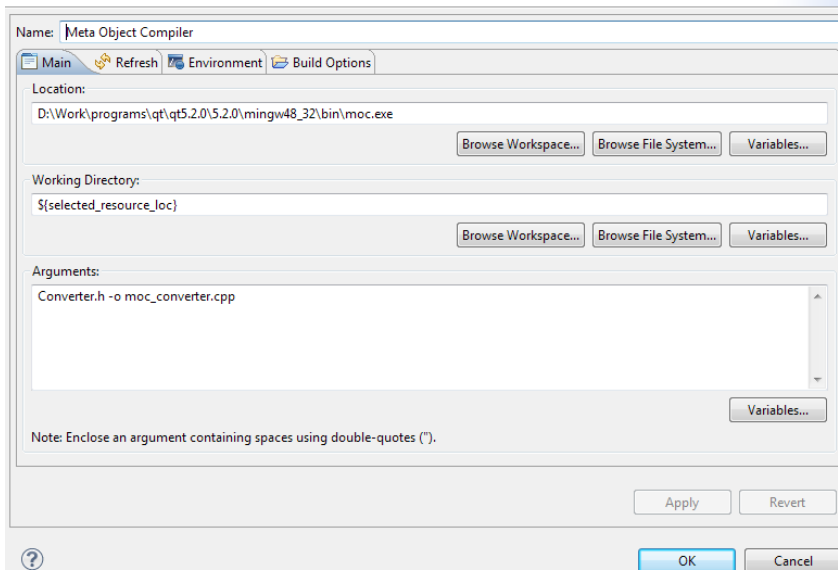 Name: Meta Object Compiler
Main Refresh Environment Build Options
Location:
D:\Work\programs\qt\qt5.2.0\5.2.0\mingw48_32\bin\moc.exe
Browse Workspace... Browse File System... Variables...
Working Directory:
${selected_resource_loc}
Browse Workspace... Browse File System... Variables...
Arguments:
Converter.h -o moc_converter.cpp
Variables...
Note: Enclose an argument containing spaces using double-quotes (").
Apply Revert
? OK Cancel